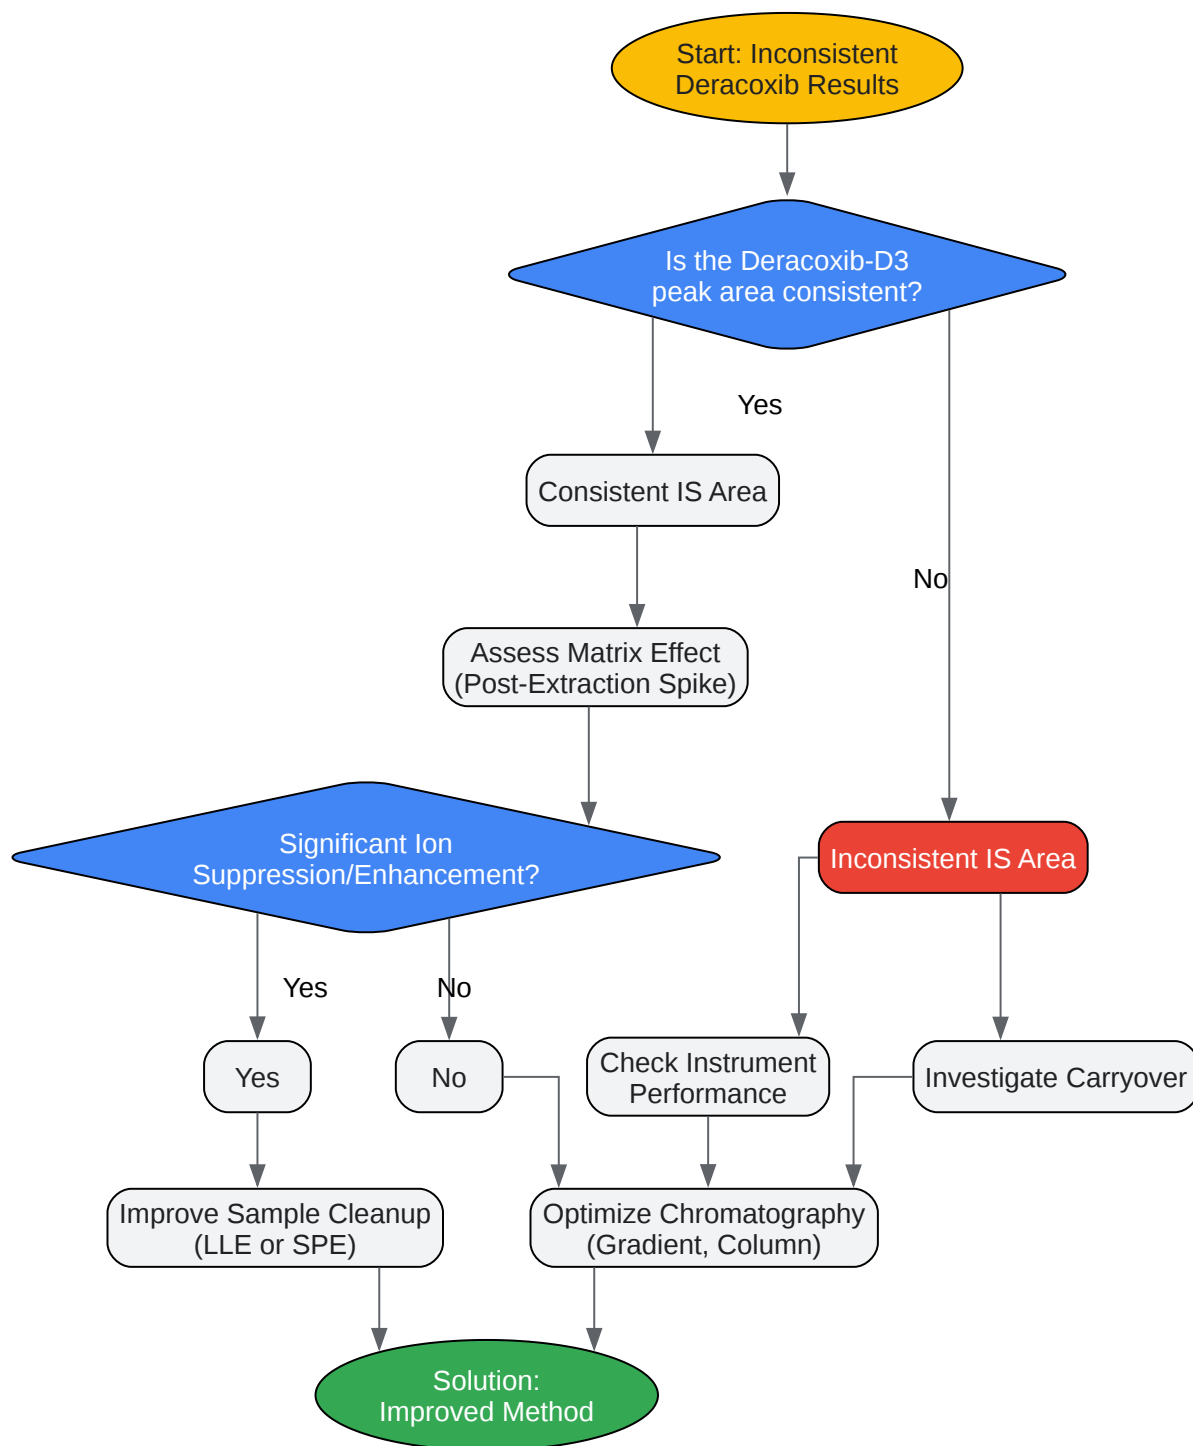 Start: Inconsistent
Deracoxib Results
Is the Deracoxib-D3
peak area consistent?
Yes
Consistent IS Area
No
Assess Matrix Effect
(Post-Extraction Spike)
Significant Ion
Suppression/Enhancement?
Inconsistent IS Area
Yes
No
Yes
No
Check Instrument
Performance
Investigate Carryover
Improve Sample Cleanup
(LLE or SPE)
Optimize Chromatography
(Gradient, Column)
Solution:
Improved Method